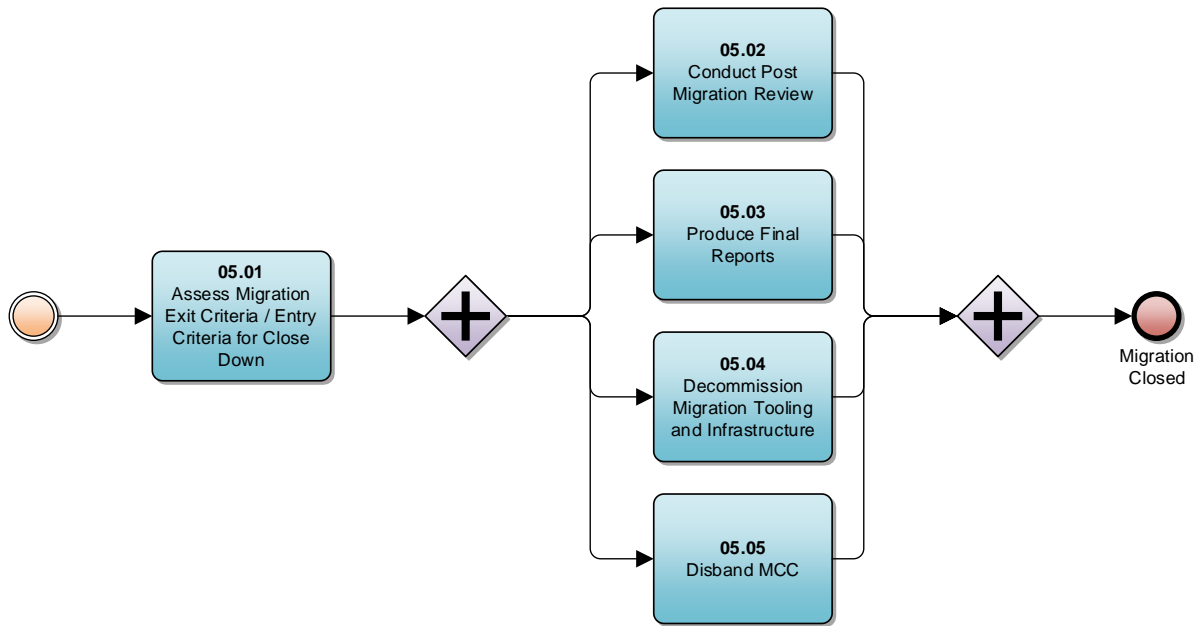 05.02
Conduct Post
Migration Review
05.03
Produce Final
Reports
05.01
Assess Migration
Exit Criteria / Entry
Criteria for Close
Down
05.04
Decommission
Migration Tooling
and Infrastructure
Migration
Closed
05.05
Disband MCC